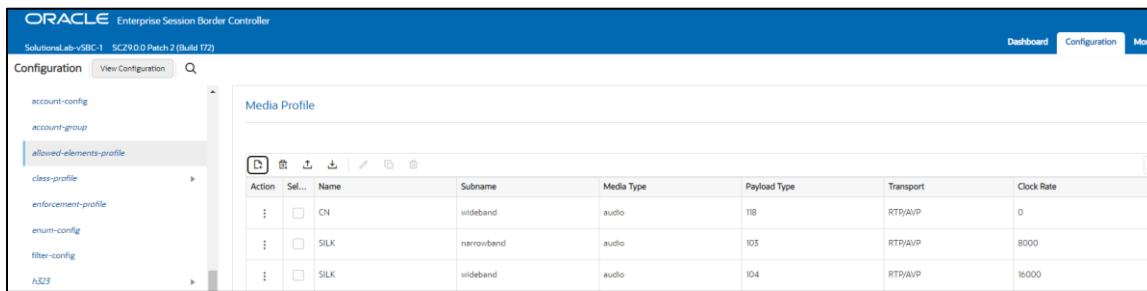 ORACLE Enterprise Session Border Controller
SolutionsLab-vSBC-1 SCZ9.0.0 Patch 2 (Build 172)
Dashboard Configuration Mo
Configuration View Configuration
account-config
account-group
allowed-elements-profile
class-profile
enforcement-profile
enum-config
filter-config
h323
Media Profile
Action Sel... Name Subname Media Type Payload Type Transport Clock Rate
CN wideband audio 118 RTP/AVP 0
SILK narrowband audio 103 RTP/AVP 8000
SILK wideband audio 104 RTP/AVP 16000